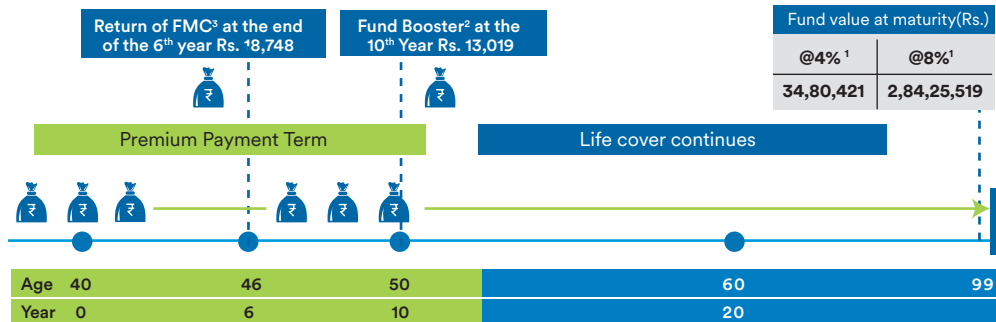 Return of FMC³ at the end
of the 6th year Rs. 18,748
Fund Booster² at the
10th Year Rs. 13,019
Fund value at maturity(Rs.)
@4% ¹ @8%¹
34,80,421 2,84,25,519
Premium Payment Term
Life cover continues
₹ ₹
₹ ₹ ₹ ₹ ₹ ₹
Age 40 46 50 60 99
Year 0 6 10 20